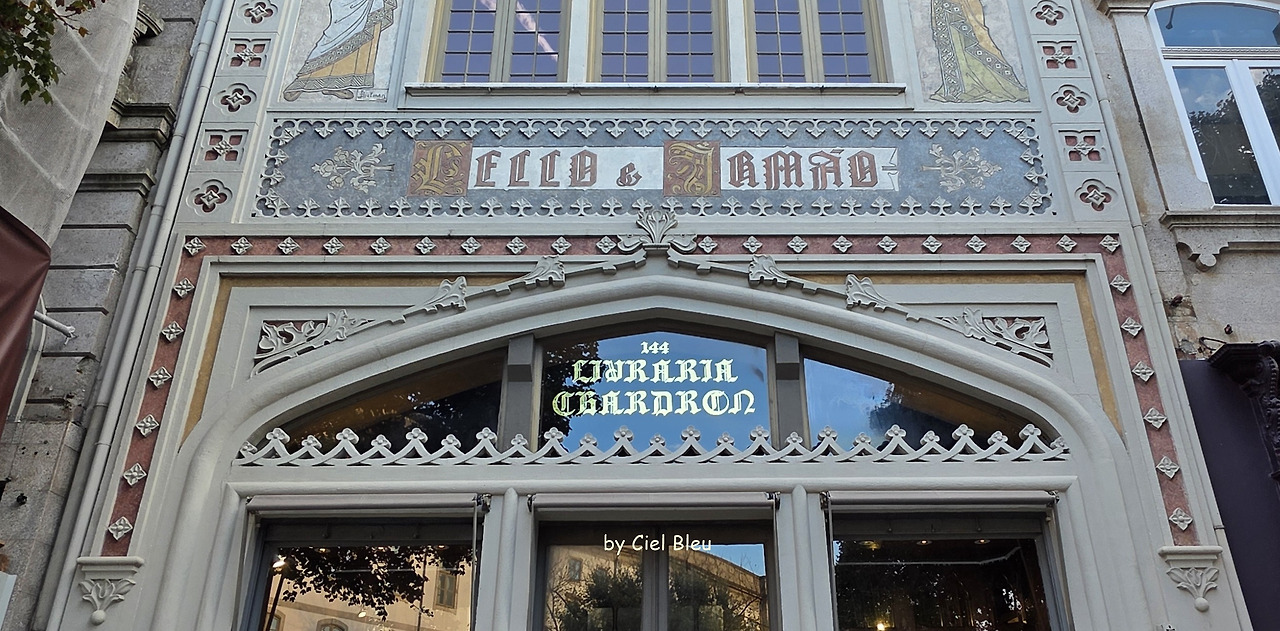 LELLO & IRMÃO
144
LIVRARIA
CHARDRON
by Ciel Bleu